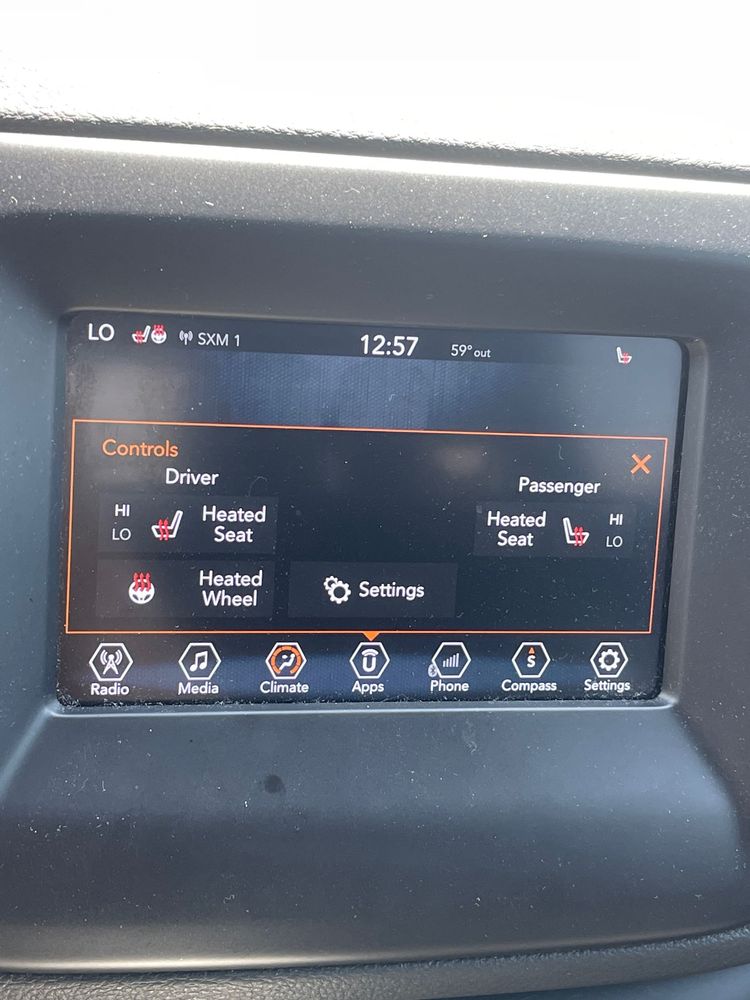 LO SXM 1 12:57 59° out
Controls
Driver
Passenger
HI
LO
Heated
Seat
Heated
Seat
HI
LO
Heated
Wheel
Settings
Radio Media Climate Apps Phone Compass Settings
S